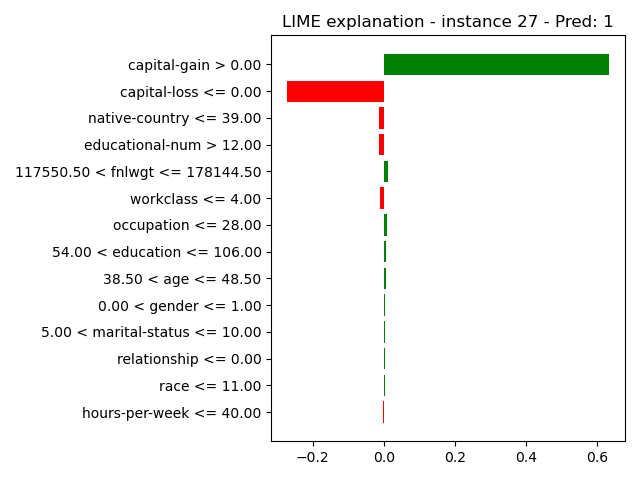 LIME explanation - instance 27 - Pred: 1
capital-gain > 0.00
capital-loss <= 0.00
native-country <= 39.00
educational-num > 12.00
117550.50 < fnlwgt <= 178144.50
workclass <= 4.00
occupation <= 28.00
54.00 < education <= 106.00
38.50 < age <= 48.50
0.00 < gender <= 1.00
5.00 < marital-status <= 10.00
relationship <= 0.00
race <= 11.00
hours-per-week <= 40.00
−0.2 0.0 0.2 0.4 0.6